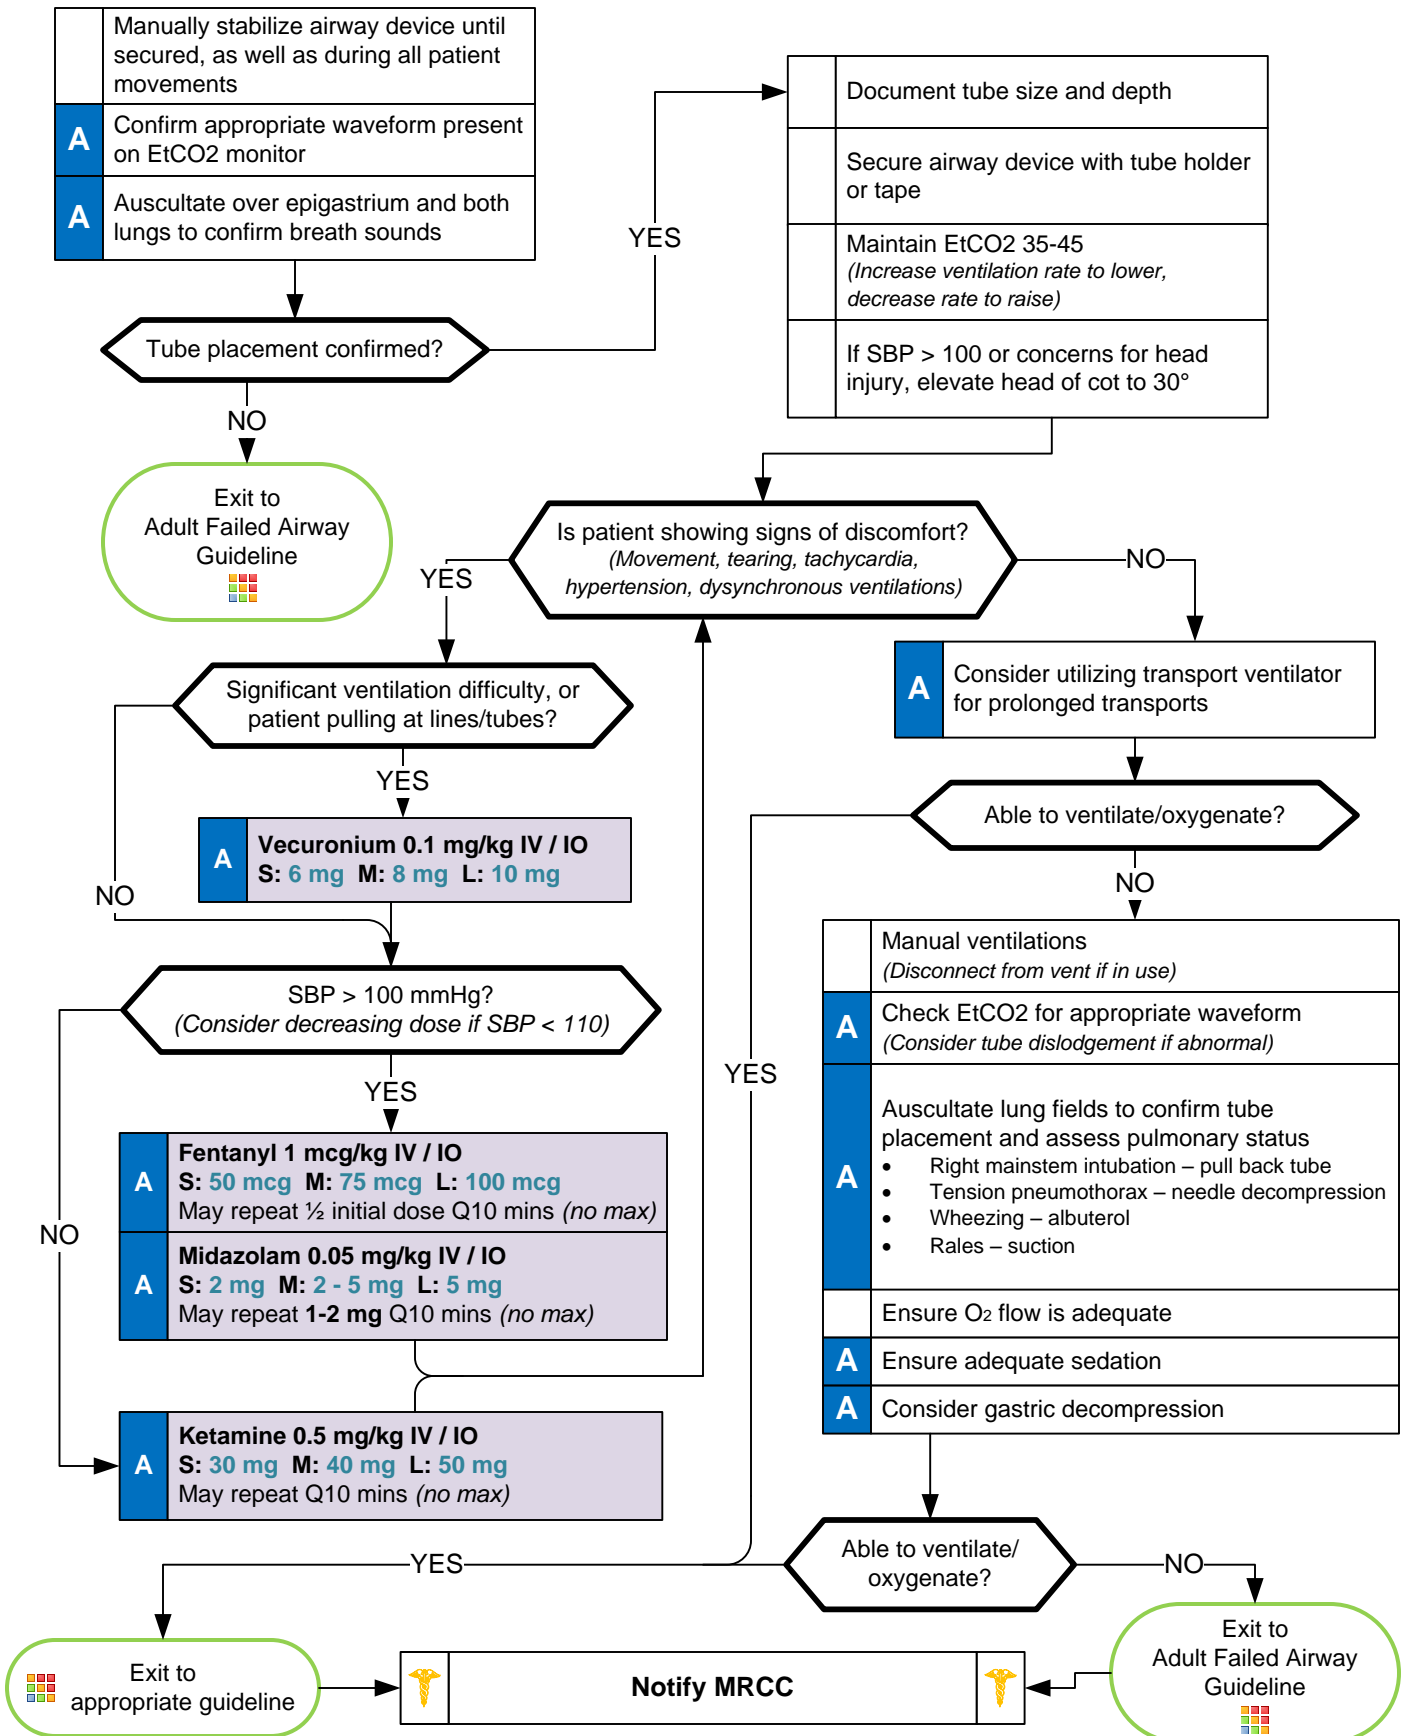 Manually stabilize airway device until
secured, as well as during all patient
movements
A
Confirm appropriate waveform present
on EtCO2 monitor
A
Auscultate over epigastrium and both
lungs to confirm breath sounds
Tube placement confirmed?
YES
NO
Exit to
Adult Failed Airway
Guideline
Document tube size and depth
Secure airway device with tube holder
or tape
Maintain EtCO2 35-45
(Increase ventilation rate to lower,
decrease rate to raise)
If SBP > 100 or concerns for head
injury, elevate head of cot to 30°
Is patient showing signs of discomfort?
(Movement, tearing, tachycardia,
hypertension, dysynchronous ventilations)
YES
NO
Significant ventilation difficulty, or
patient pulling at lines/tubes?
YES
NO
A
Vecuronium 0.1 mg/kg IV / IO
S: 6 mg M: 8 mg L: 10 mg
SBP > 100 mmHg?
(Consider decreasing dose if SBP < 110)
YES
NO
A
Fentanyl 1 mcg/kg IV / IO
S: 50 mcg M: 75 mcg L: 100 mcg
May repeat ½ initial dose Q10 mins (no max)
A
Midazolam 0.05 mg/kg IV / IO
S: 2 mg M: 2 - 5 mg L: 5 mg
May repeat 1-2 mg Q10 mins (no max)
A
Ketamine 0.5 mg/kg IV / IO
S: 30 mg M: 40 mg L: 50 mg
May repeat Q10 mins (no max)
A
Consider utilizing transport ventilator
for prolonged transports
Able to ventilate/oxygenate?
YES
NO
Manual ventilations
(Disconnect from vent if in use)
A
Check EtCO2 for appropriate waveform
(Consider tube dislodgement if abnormal)
A
Auscultate lung fields to confirm tube
placement and assess pulmonary status
• Right mainstem intubation – pull back tube
• Tension pneumothorax – needle decompression
• Wheezing – albuterol
• Rales – suction
Ensure O2 flow is adequate
A
Ensure adequate sedation
A
Consider gastric decompression
Able to ventilate/
oxygenate?
YES
NO
Exit to
appropriate guideline
Notify MRCC
Exit to
Adult Failed Airway
Guideline